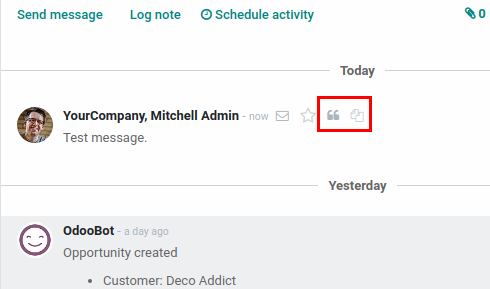 Send message Log note Schedule activity 0
Today
YourCompany, Mitchell Admin - now
Test message.
Yesterday
OdooBot - a day ago
Opportunity created
• Customer: Deco Addict